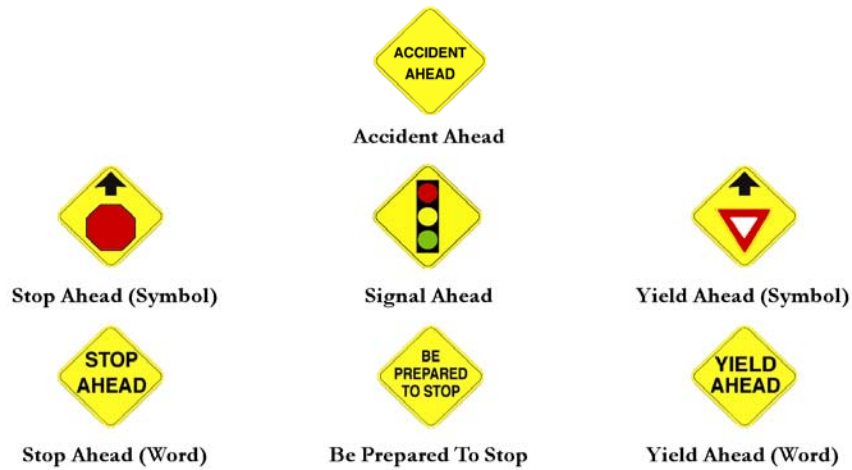 ACCIDENT
AHEAD
Accident Ahead
Stop Ahead (Symbol)
Signal Ahead
Yield Ahead (Symbol)
STOP
AHEAD
BE
PREPARED
TO STOP
YIELD
AHEAD
Stop Ahead (Word)
Be Prepared To Stop
Yield Ahead (Word)